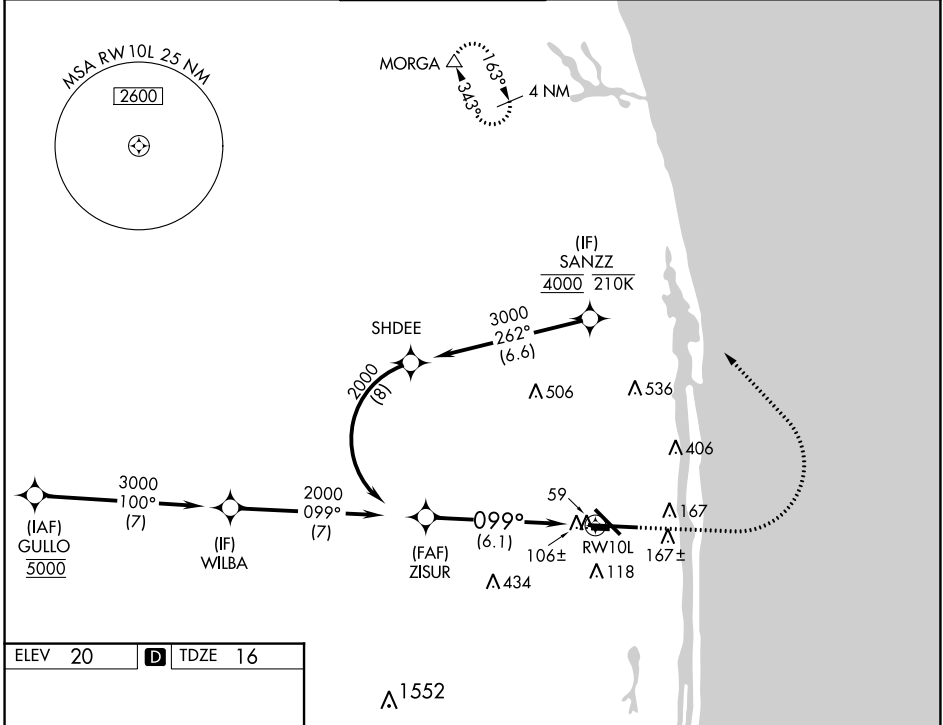 MSA RW 10L 25 NM
2600
MORGA
163°
343°
4 NM
(IF)
SANZZ
4000 210K
3000
262°
(6.6)
SHDEE
2000
(8)
506
536
406
3000
100°
(7)
2000
099°
(7)
099°
(6.1)
59
167
(IAF)
GULLO
5000
(IF)
WILBA
(FAF)
ZISUR
106±
RW10L
167±
118
434
ELEV 20 D TDZE 16
1552